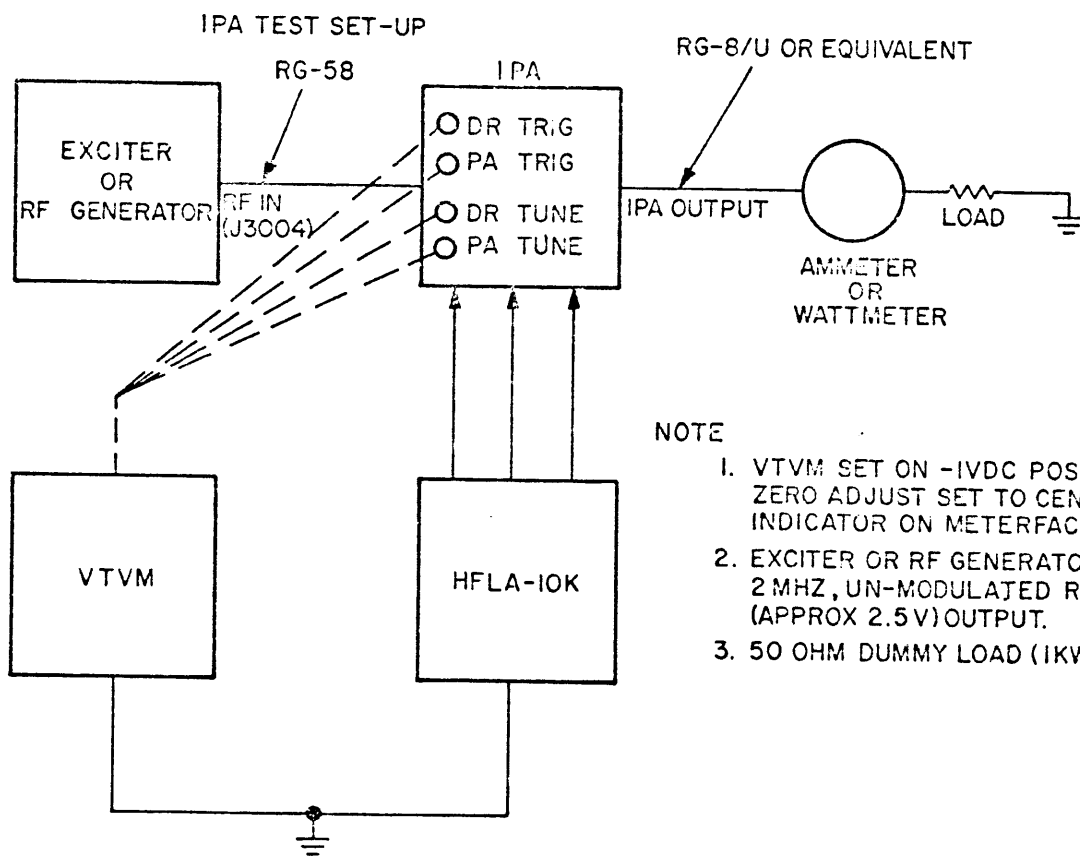 IPA TEST SET-UP
RG-58
IPA
RG-8/U OR EQUIVALENT
EXCITER
OR
RF GENERATOR
RF IN
(J3004)
DR TRIG
PA TRIG
DR TUNE
PA TUNE
IPA OUTPUT
LOAD
AMMETER
OR
WATTMETER
VTVM
HFLA-10K
NOTE
1. VTVM SET ON -1VDC POS
ZERO ADJUST SET TO CEN
INDICATOR ON METERFAC
2. EXCITER OR RF GENERATO
2 MHZ, UN-MODULATED R
(APPROX 2.5 V) OUTPUT.
3. 50 OHM DUMMY LOAD (1KW